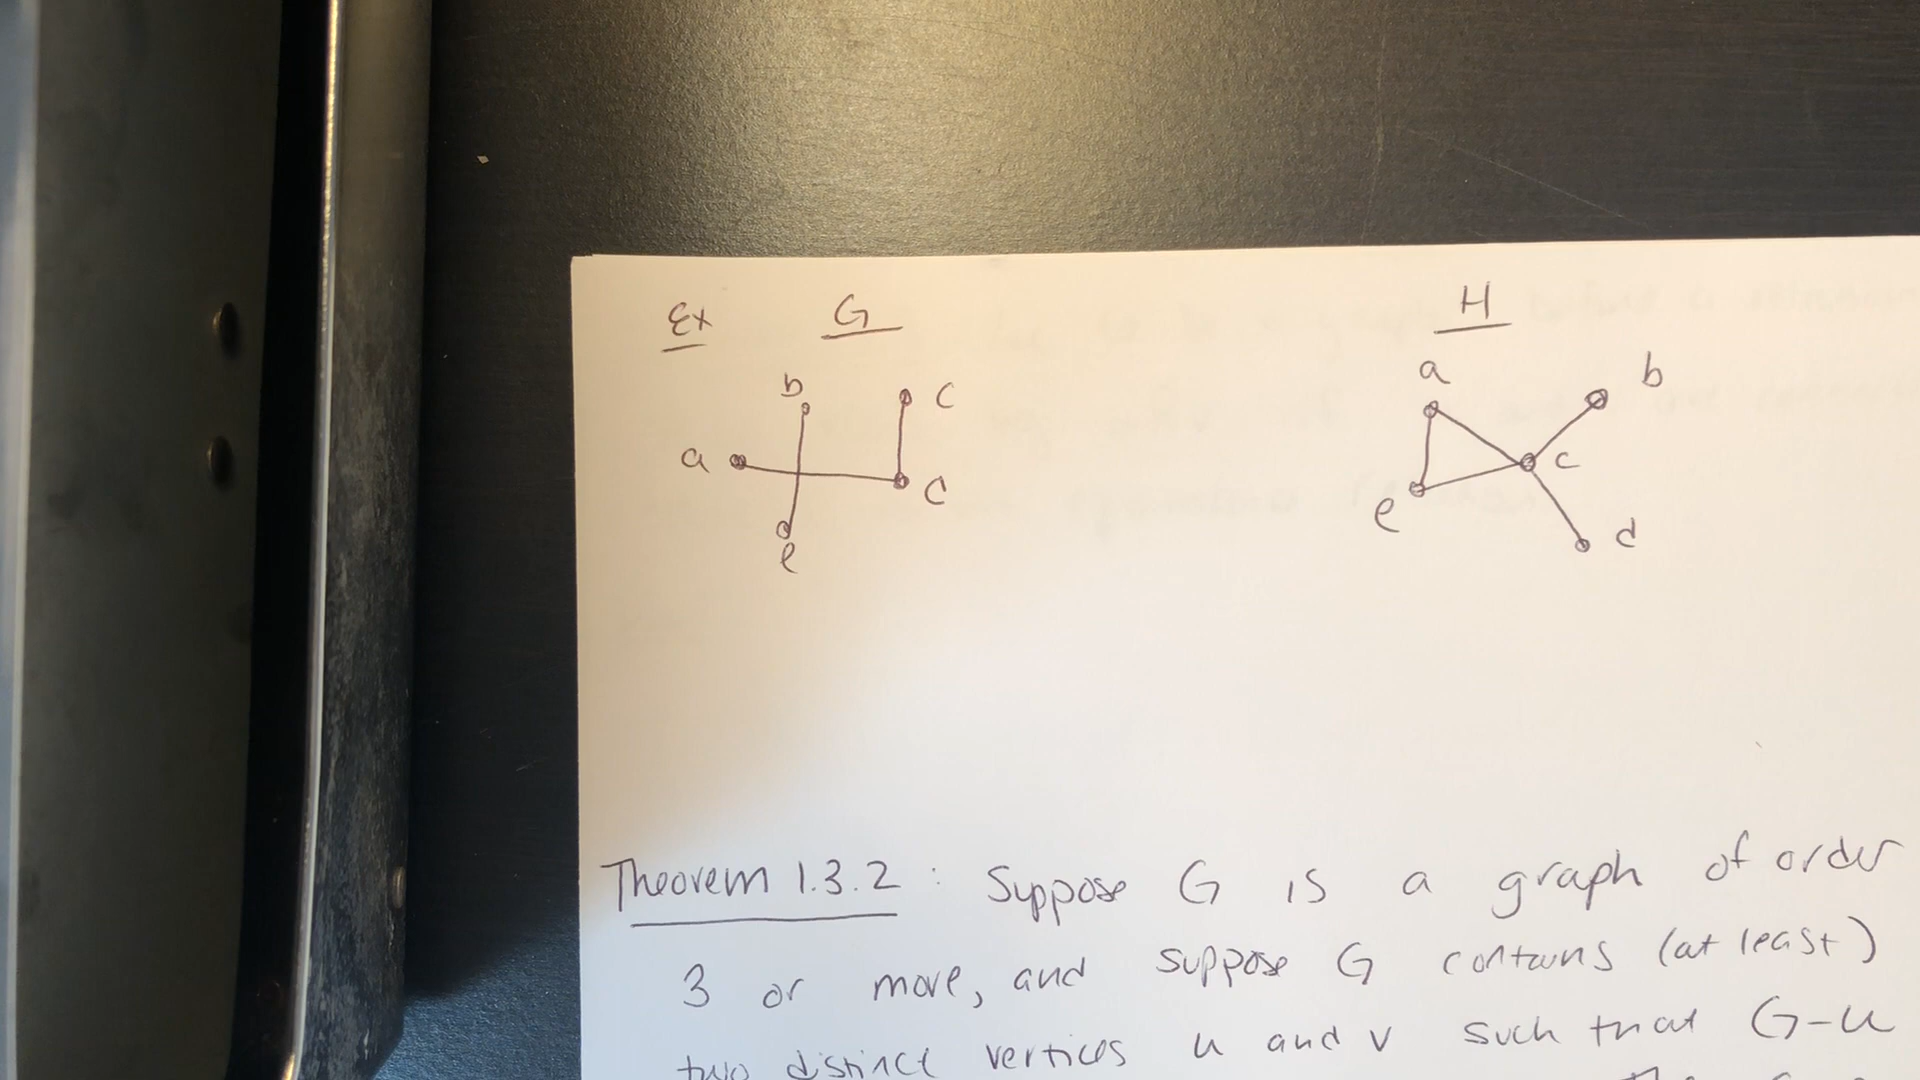 Ex G H
b c
a c
e
a b
c
e d
Theorem 1.3.2 : Suppose G is a graph of order
3 or more, and suppose G contains (at least)
two distinct vertices u and v such that G-u